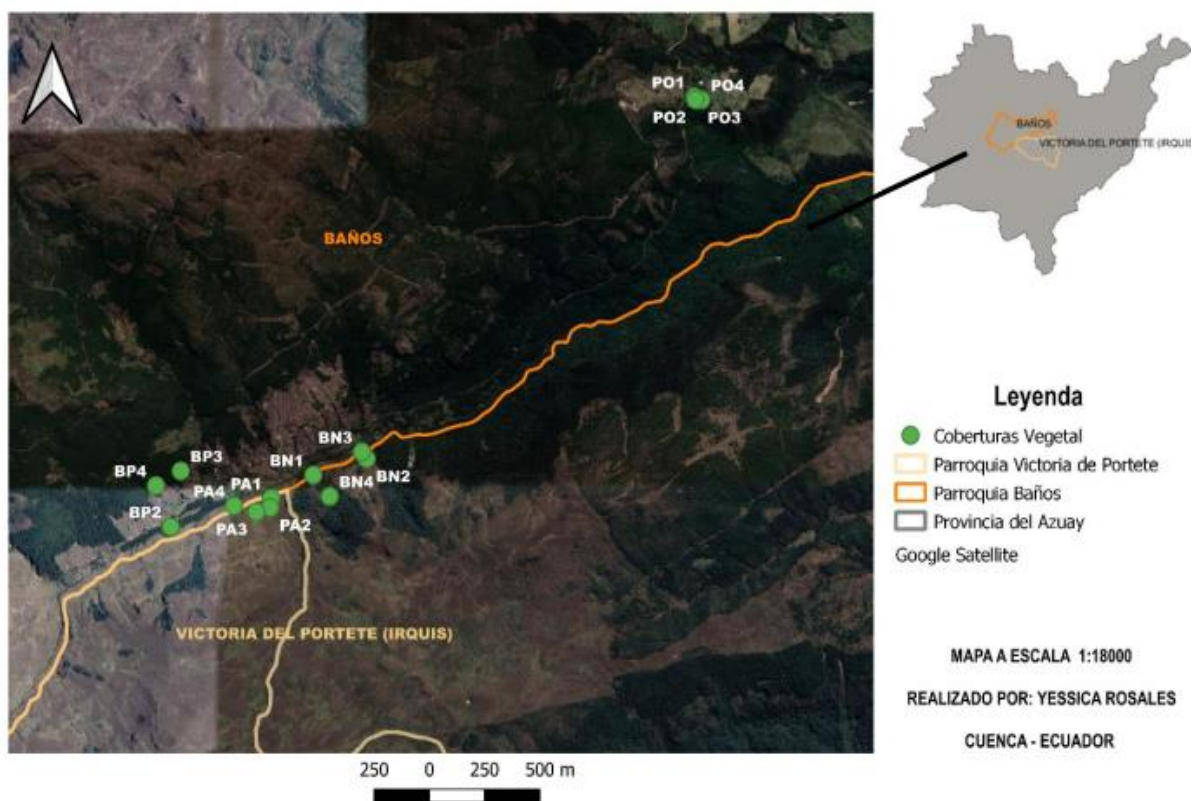 PO1
PO4
PO2
PO3
BAÑOS
BN3
BP3
BN1
BN2
BP4
PA1
BN4
PA4
BP2
PA3
PA2
VICTORIA DEL PORTETE (IRQUIS)
250 0 250 500 m
BAÑOS
VICTORIA DEL PORTETE (IRQUIS
Leyenda
Coberturas Vegetal
Parroquia Victoria de Portete
Parroquia Baños
Provincia del Azuay
Google Satellite
MAPA A ESCALA 1:18000
REALIZADO POR: YESSICA ROSALES
CUENCA - ECUADOR